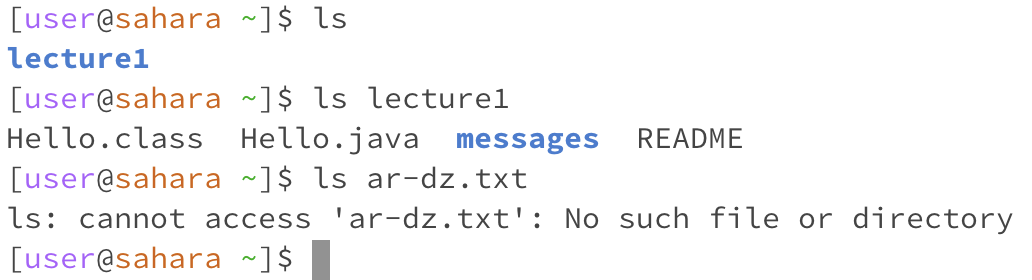 [user@sahara ~]$ ls
lecture1
[user@sahara ~]$ ls lecture1
Hello.class  Hello.java  messages  README
[user@sahara ~]$ ls ar-dz.txt
ls: cannot access 'ar-dz.txt': No such file or directory
[user@sahara ~]$